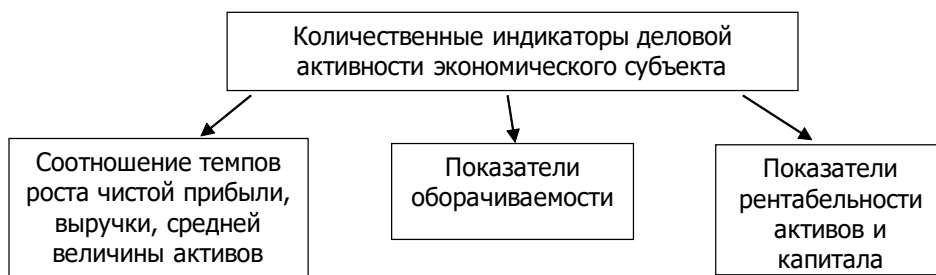 Количественные индикаторы деловой
активности экономического субъекта
Соотношение темпов
роста чистой прибыли,
выручки, средней
величины активов
Показатели
оборачиваемости
Показатели
рентабельности
активов и
капитала